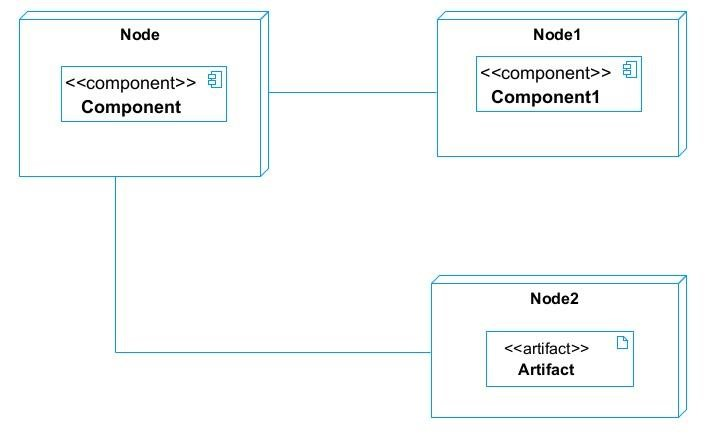 Node
<<component>>
Component
Node1
<<component>>
Component1
Node2
<<artifact>>
Artifact